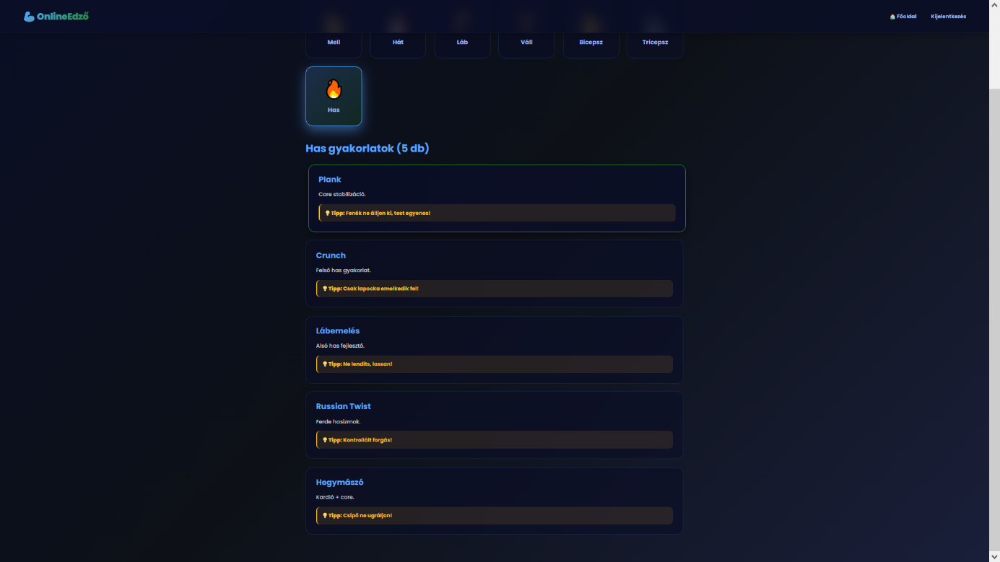 OnlineEdző
Főoldal
Kijelentkezés
Mell
Hát
Láb
Váll
Bicepsz
Tricepsz
Has
Has gyakorlatok (5 db)
Plank
Core stabilizáció.
Tipp: Fenék ne álljon ki, test egyenes!
Crunch
Felső has gyakorlat.
Tipp: Csak lapocka emelkedik fel!
Lábemelés
Alsó has fejlesztő.
Tipp: Ne lendíts, lassan!
Russian Twist
Ferde hasizmok.
Tipp: Kontrollált forgás!
Hegymászó
Kardió + core.
Tipp: Csípő ne ugráljon!